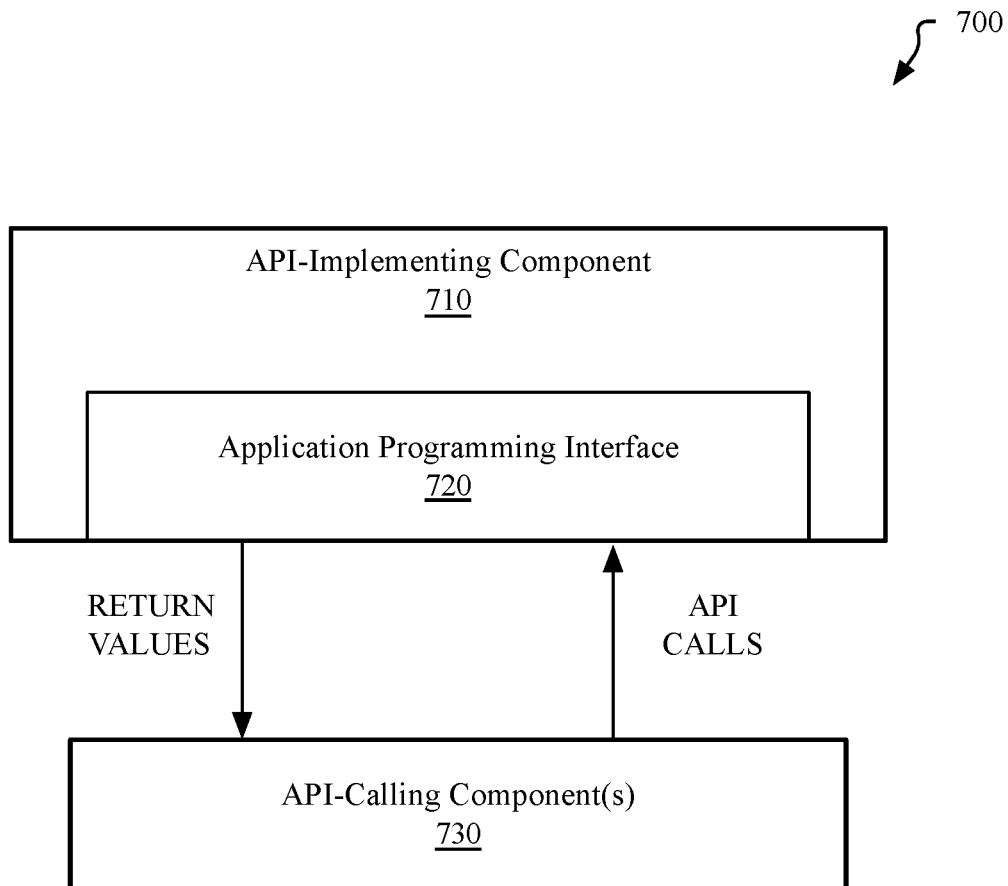 700
API-Implementing Component
710
Application Programming Interface
720
RETURN
VALUES
API
CALLS
API-Calling Component(s)
730